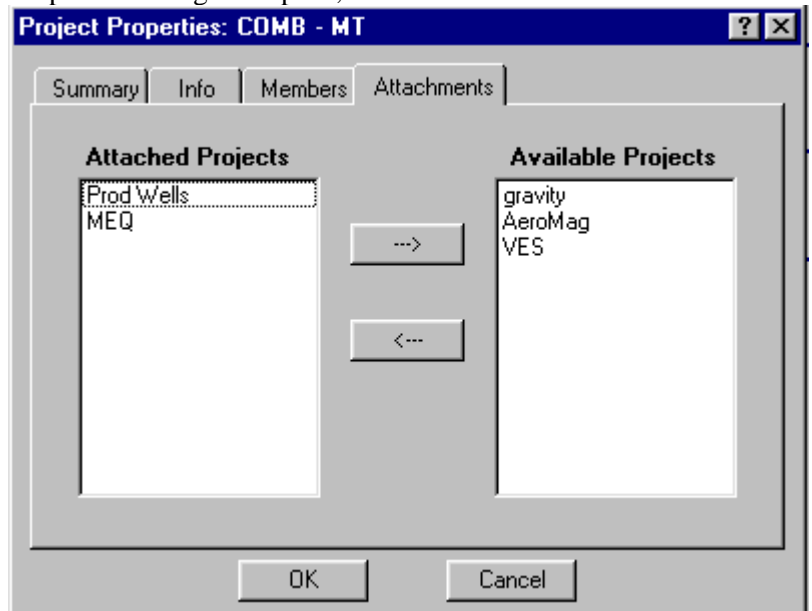 Project Properties: COMB - MT
? ×
Summary Info Members Attachments
Attached Projects Available Projects
Prod Wells
MEQ
gravity
AeroMag
VES
--->
<---
OK Cancel